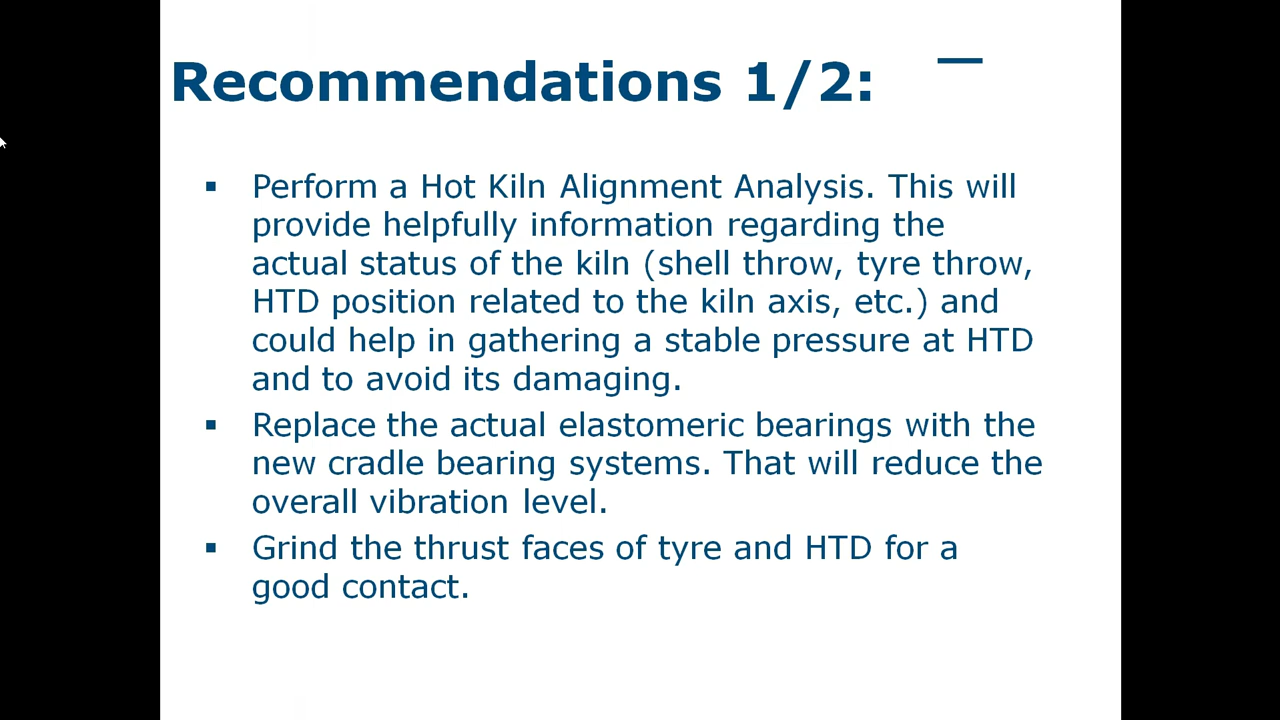 Recommendations 1/2:
▪ Perform a Hot Kiln Alignment Analysis. This will
provide helpfully information regarding the
actual status of the kiln (shell throw, tyre throw,
HTD position related to the kiln axis, etc.) and
could help in gathering a stable pressure at HTD
and to avoid its damaging.
▪ Replace the actual elastomeric bearings with the
new cradle bearing systems. That will reduce the
overall vibration level.
▪ Grind the thrust faces of tyre and HTD for a
good contact.